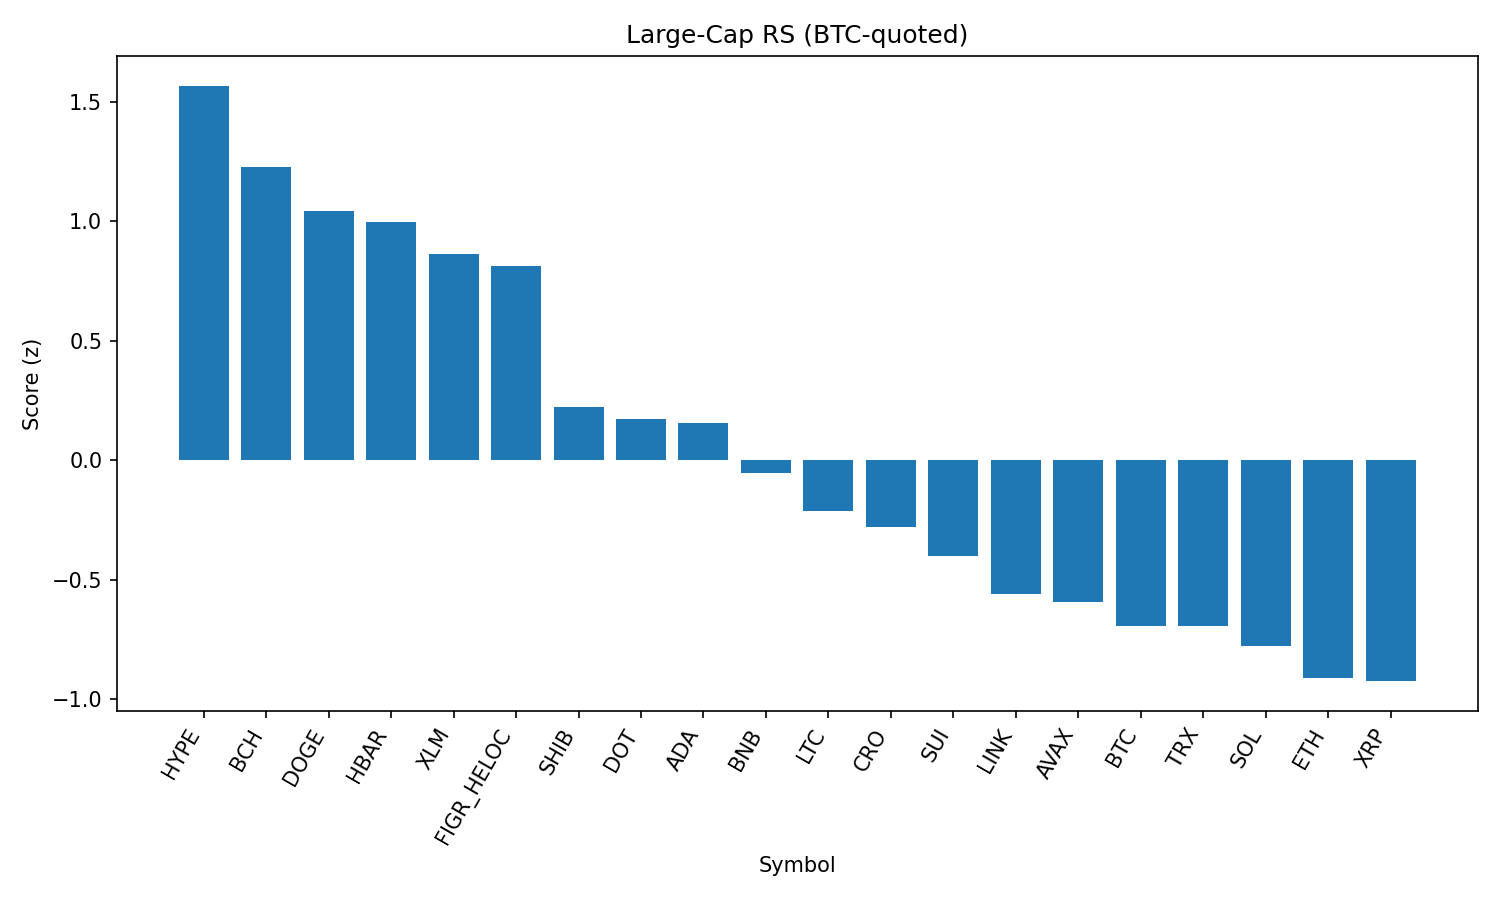 Large-Cap RS (BTC-quoted)
Score (z)
1.5
1.0
0.5
0.0
−0.5
−1.0
HYPE
BCH
DOGE
HBAR
XLM
FIGR_HELOC
SHIB
DOT
ADA
BNB
LTC
CRO
SUI
LINK
AVAX
BTC
TRX
SOL
ETH
XRP
Symbol